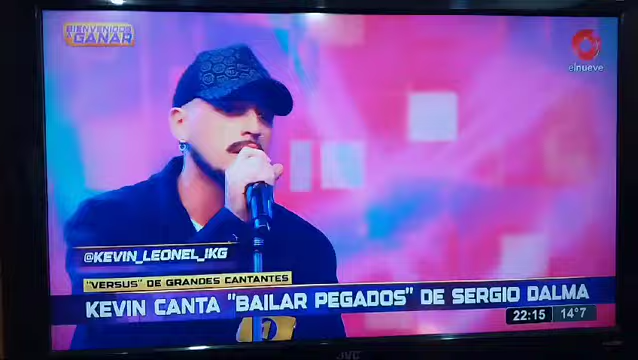 BIENVENIDOS
A GANAR
elnueve
@KEVIN_LEONEL_IKG
"VERSUS" DE GRANDES CANTANTES
KEVIN CANTA "BAILAR PEGADOS" DE SERGIO DALMA
22:15 14°7
JVC